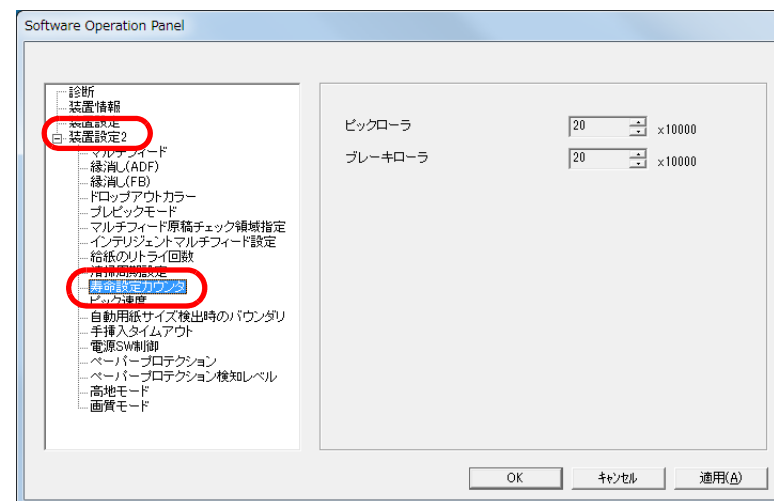 Software Operation Panel
診断
装置情報
装置設定
装置設定2
マルチフィード
縁消し(ADF)
縁消し(FB)
ドロップアウトカラー
プレピックモード
マルチフィード原稿チェック領域指定
インテリジェントマルチフィード設定
給紙のリトライ回数
清掃周期設定
寿命設定カウンタ
ピック速度
自動用紙サイズ検出時のバウンダリ
手挿入タイムアウト
電源SW制御
ペーパープロテクション
ペーパープロテクション検知レベル
高地モード
画質モード
ピックローラ 20 x10000
ブレーキローラ 20 x10000
OK キャンセル 適用(A)